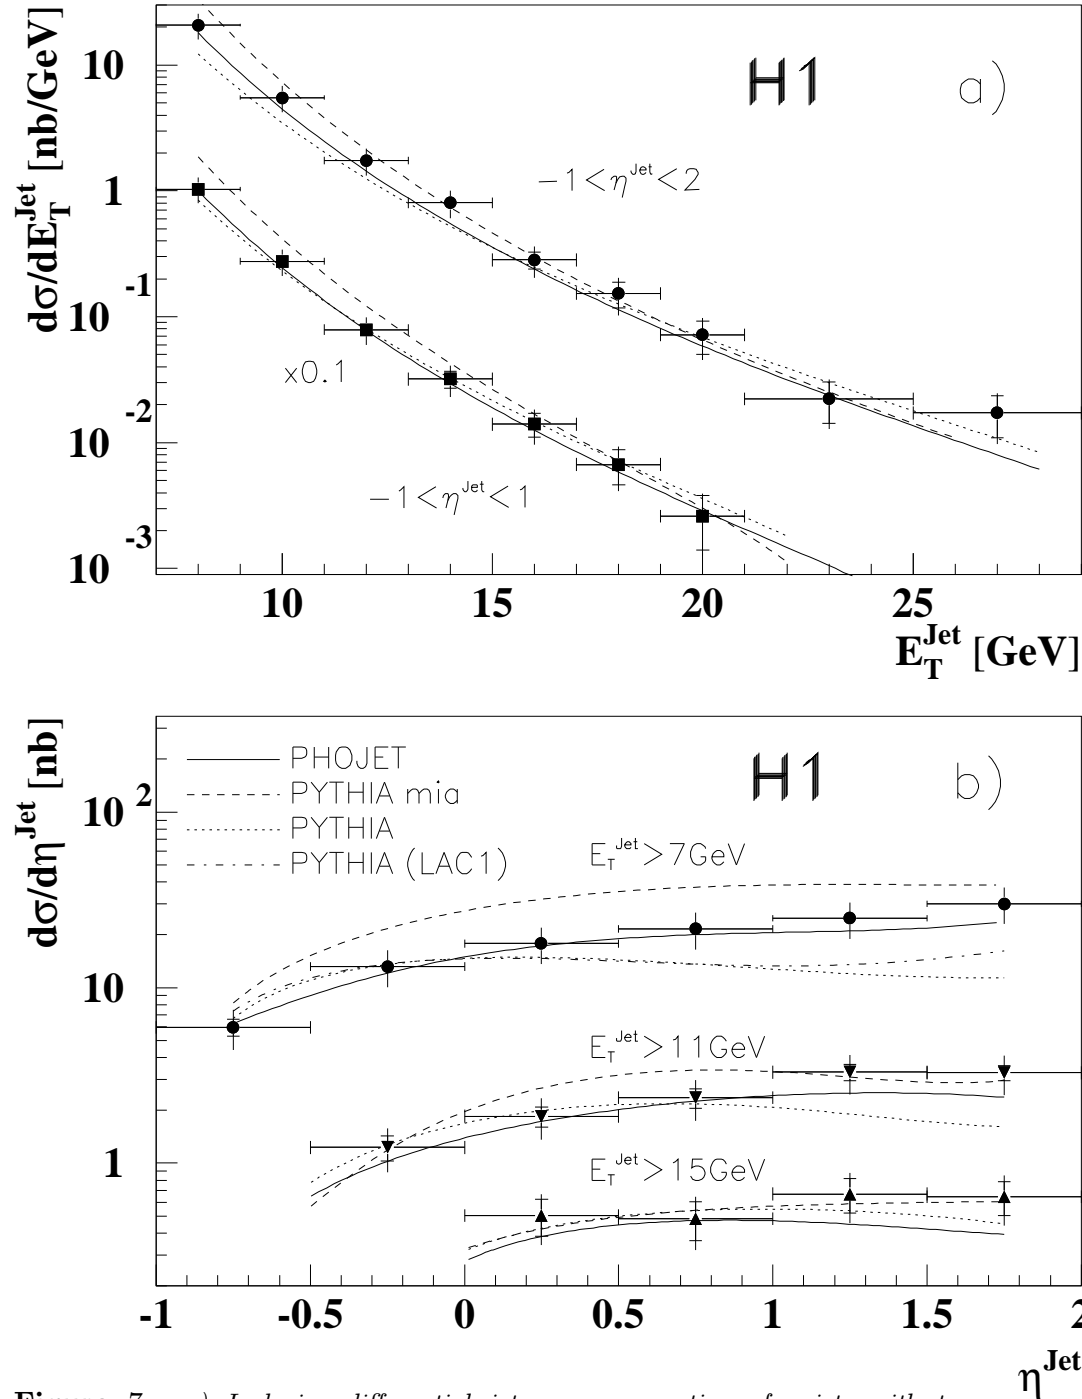 dσ/dE_T^Jet [nb/GeV]
10
1
10^-1
10^-2
10^-3
H1
a)
-1<η^Jet<2
x0.1
-1<η^Jet<1
10 15 20 25
E_T^Jet [GeV]
dσ/dη^Jet [nb]
10^2
10
1
PHOJET
PYTHIA mia
PYTHIA
PYTHIA (LAC1)
H1
b)
E_T^Jet>7GeV
E_T^Jet>11GeV
E_T^Jet>15GeV
-1 -0.5 0 0.5 1 1.5 2
η^Jet